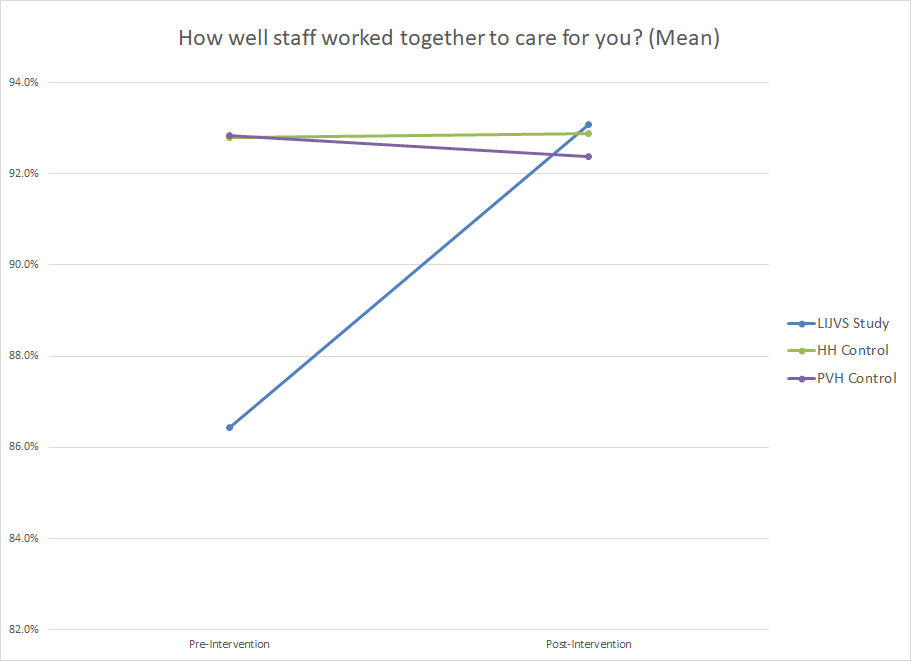 How well staff worked together to care for you? (Mean)
94.0%
92.0%
90.0%
88.0%
86.0%
84.0%
82.0%
Pre-Intervention
Post-Intervention
LIJVS Study
HH Control
PVH Control